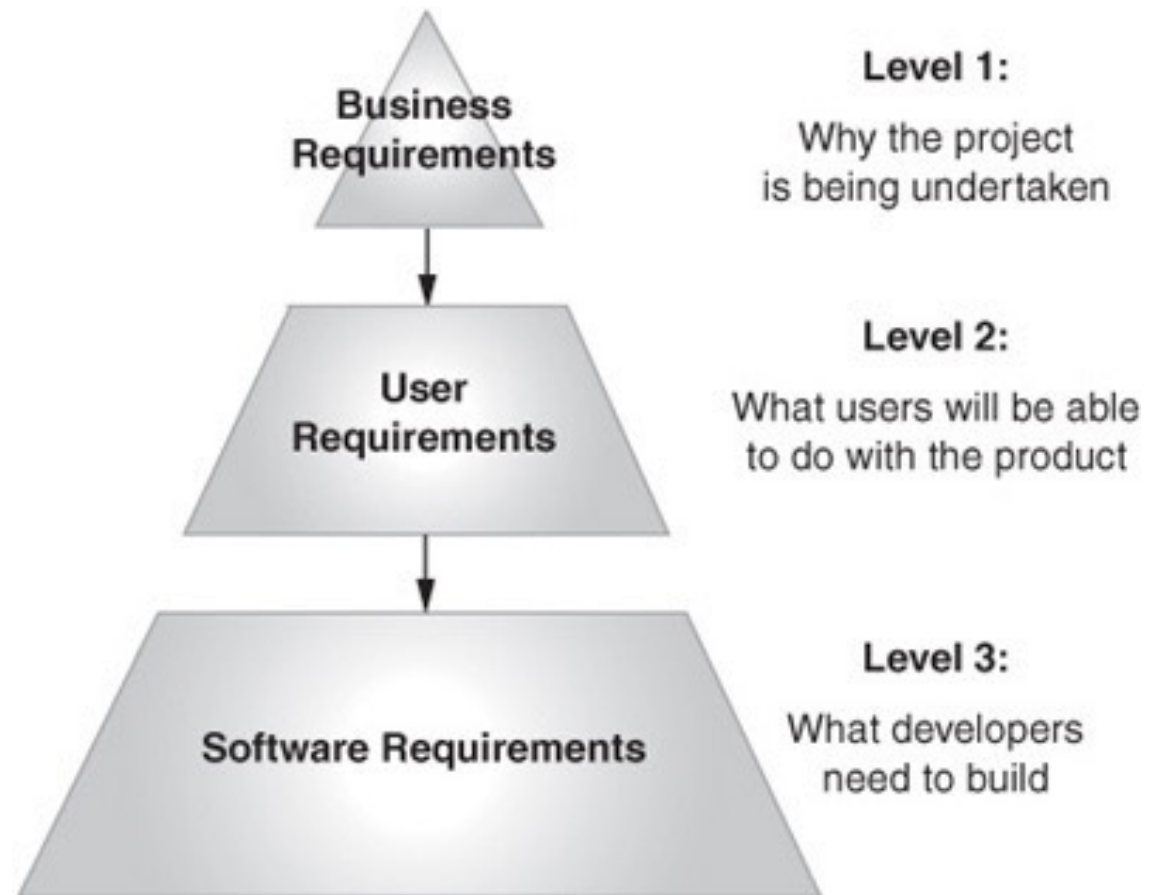 Business
Requirements
Level 1:
Why the project
is being undertaken
User
Requirements
Level 2:
What users will be able
to do with the product
Software Requirements
Level 3:
What developers
need to build